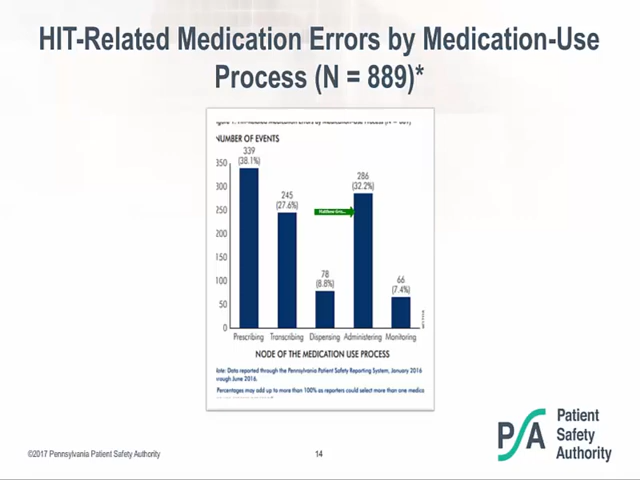 HIT-Related Medication Errors by Medication-Use
Process (N = 889)*
NUMBER OF EVENTS
339
(38.1%)
350
286
(32.2%)
300
245
(27.6%)
250
200
150
100
78
(8.8%)
66
(7.4%)
50
0
Prescribing Transcribing Dispensing Administering Monitoring
NODE OF THE MEDICATION USE PROCESS
Note: Data reported through the Pennsylvania Patient Safety Reporting System, January 2016
through June 2016.
Percentages may add up to more than 100% as reporters could select more than one medica
PSA
Patient
Safety
Authority
©2017 Pennsylvania Patient Safety Authority
14